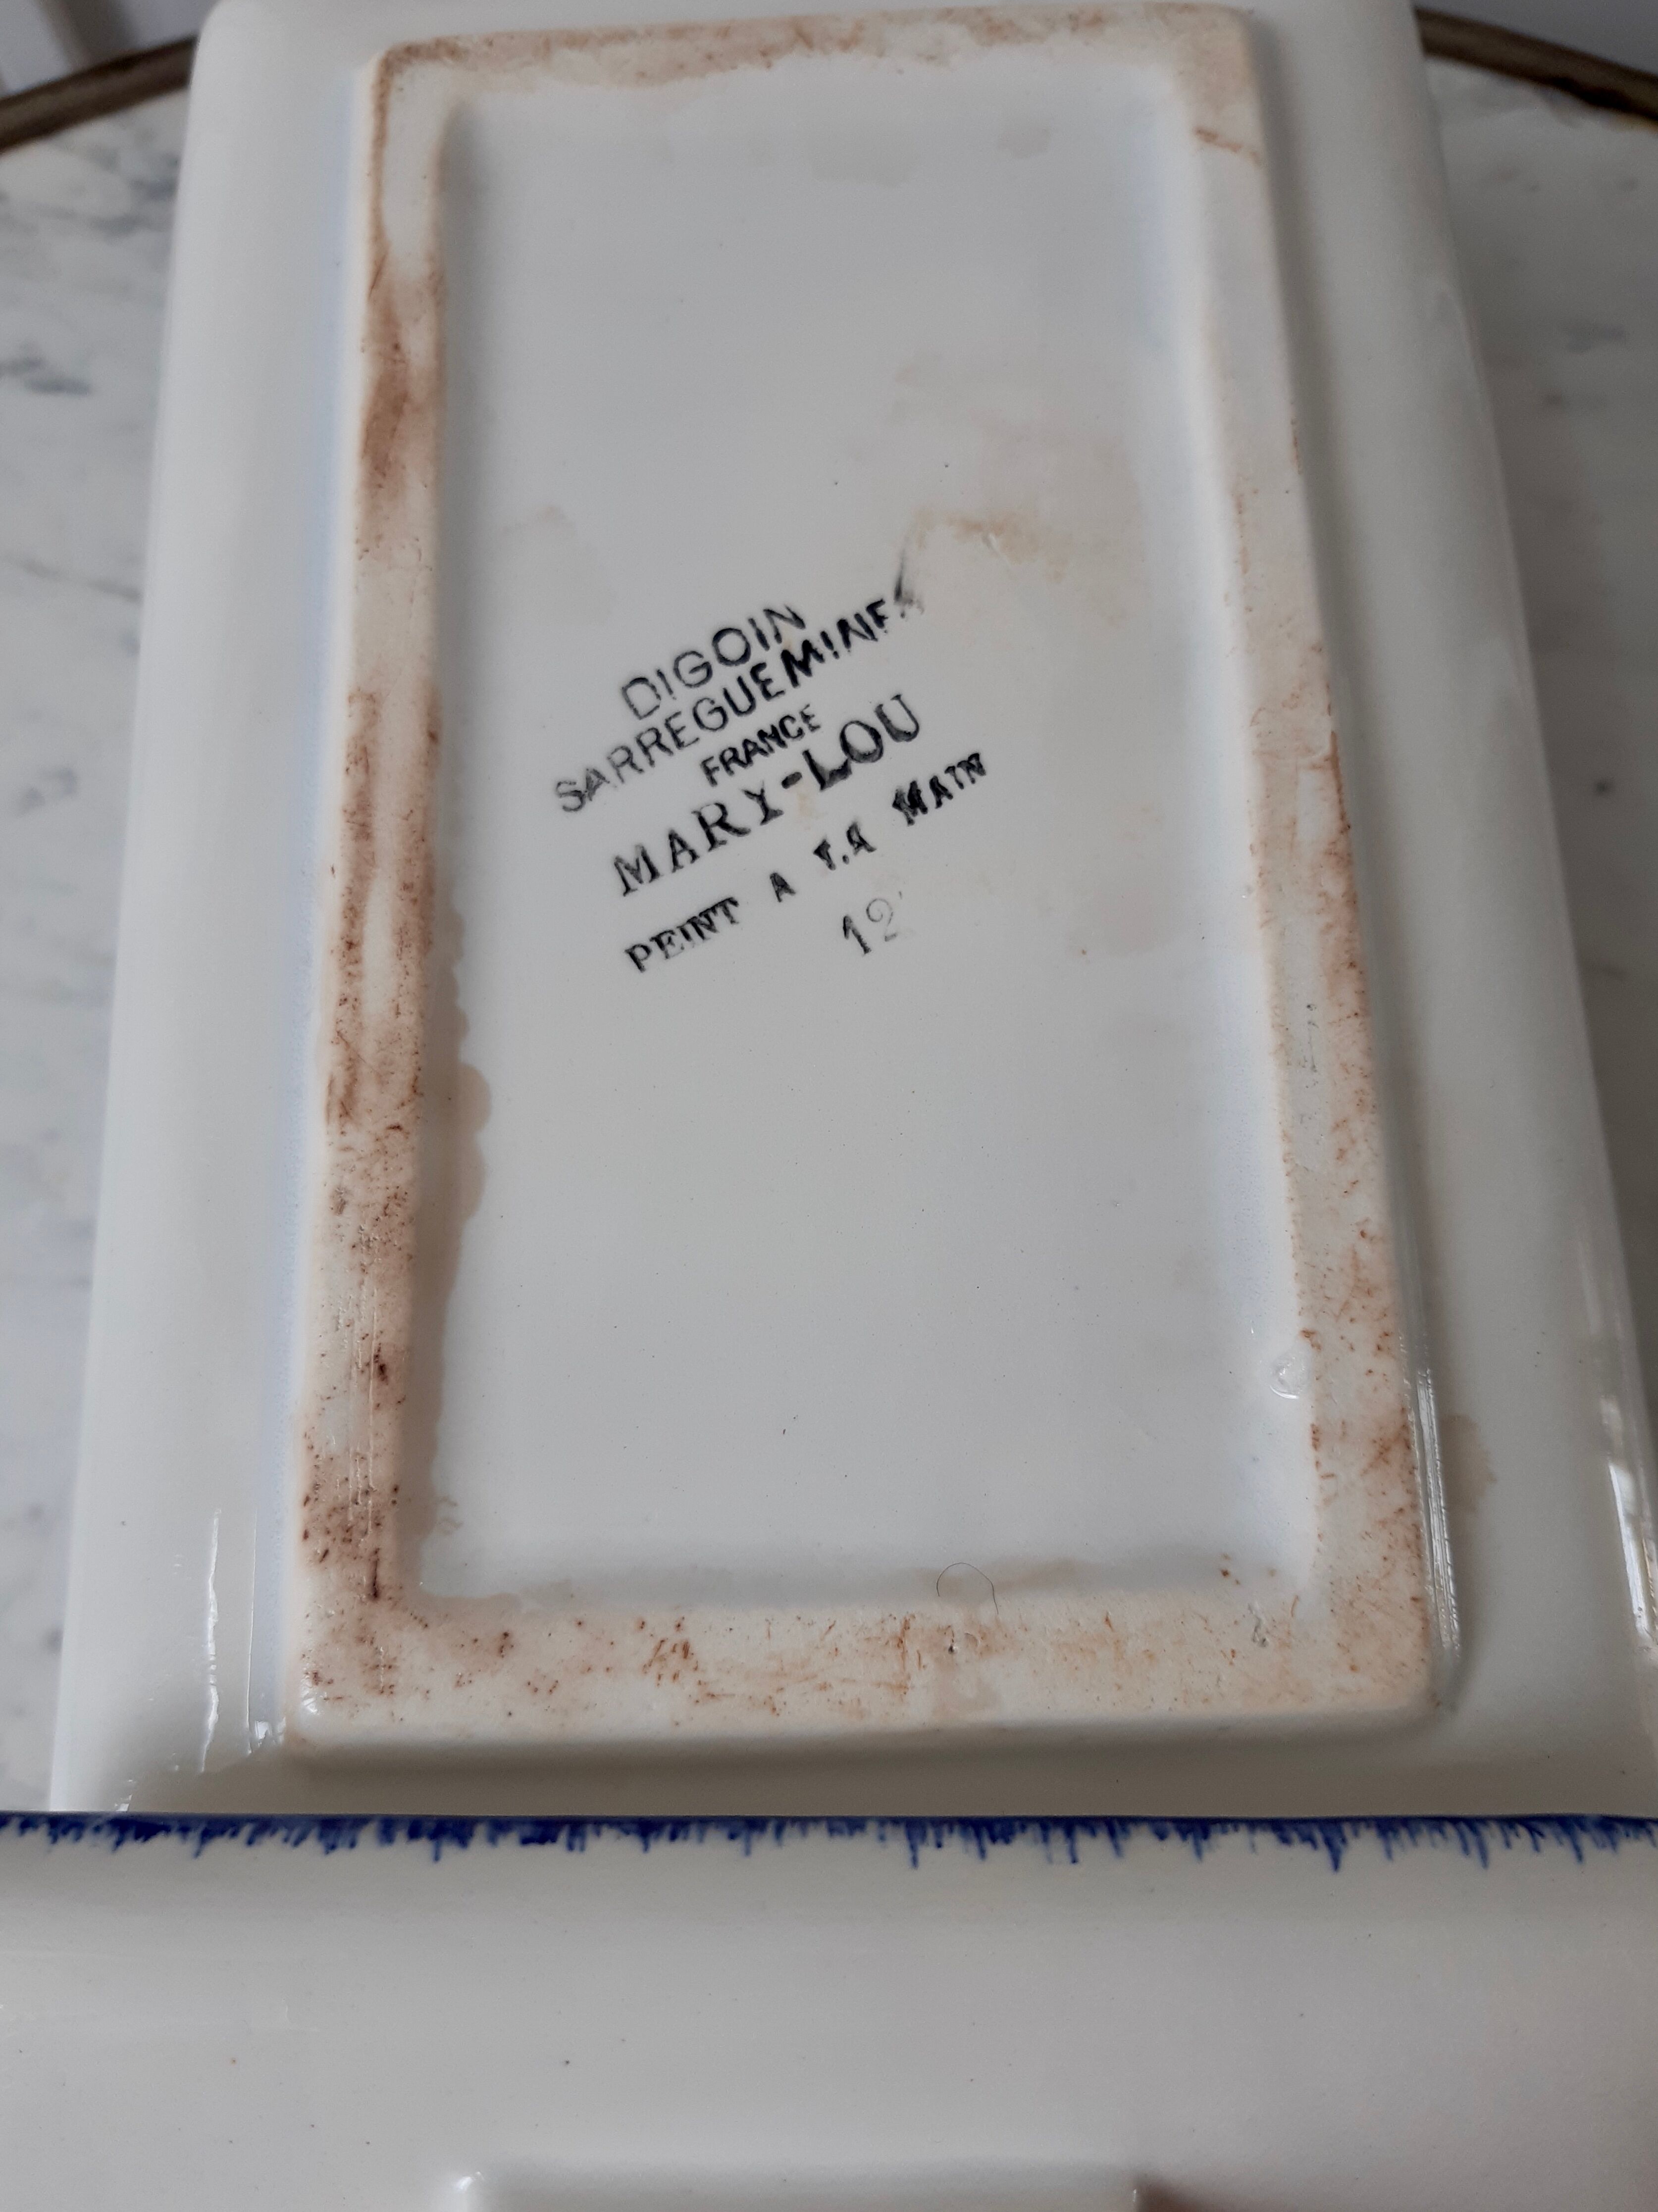 DIGOIN
SARREGUEMINES
FRANCE
MARY-LOU
PEINT A LA MAIN
12